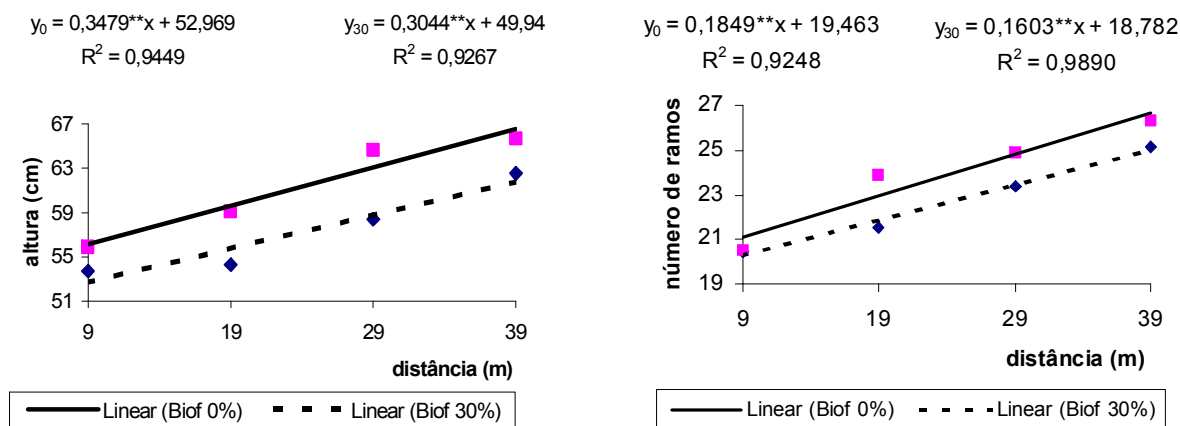 y₀ = 0,3479**x + 52,969
R² = 0,9449
y₃₀ = 0,3044**x + 49,94
R² = 0,9267
altura (cm)
67
63
59
55
51
9 19 29 39
distância (m)
Linear (Biof 0%) Linear (Biof 30%)
y₀ = 0,1849**x + 19,463
R² = 0,9248
y₃₀ = 0,1603**x + 18,782
R² = 0,9890
número de ramos
27
25
23
21
19
9 19 29 39
distância (m)
Linear (Biof 0%) Linear (Biof 30%)